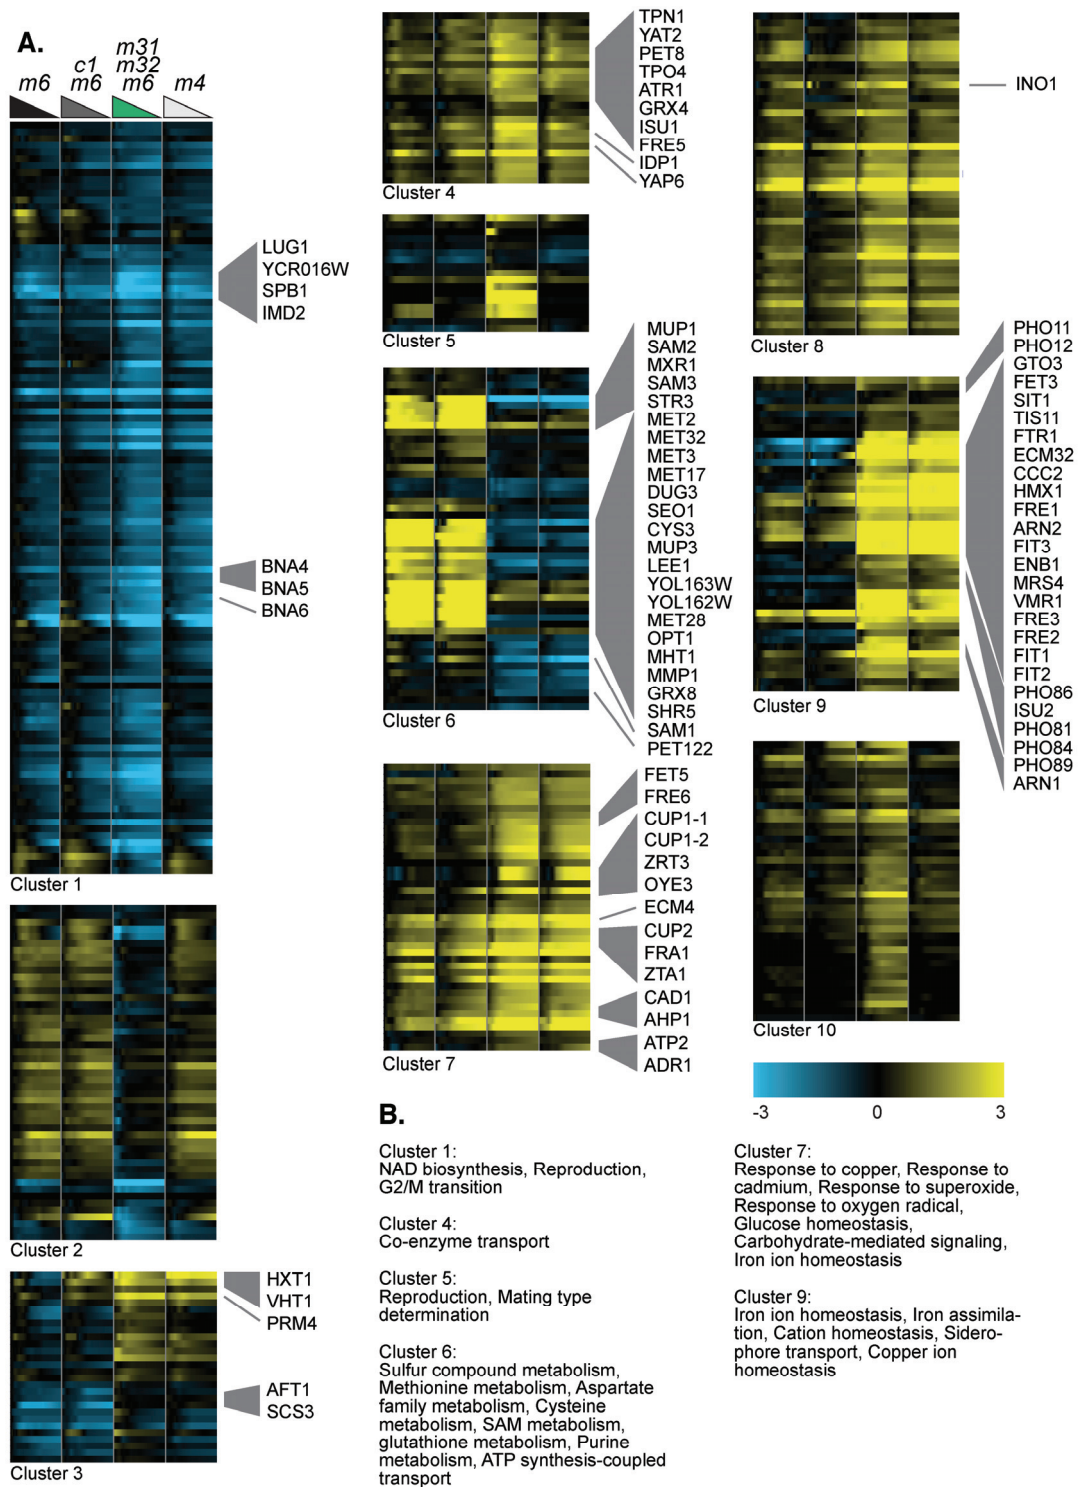 A.
m6
c1
m6
m31
m32
m6
m4
LUG1
YCR016W
SPB1
IMD2
BNA4
BNA5
BNA6
Cluster 1
Cluster 2
HXT1
VHT1
PRM4
AFT1
SCS3
Cluster 3
TPN1
YAT2
PET8
TPO4
ATR1
GRX4
ISU1
FRE5
IDP1
YAP6
Cluster 4
Cluster 5
MUP1
SAM2
MXR1
SAM3
STR3
MET2
MET32
MET3
MET17
DUG3
SEO1
CYS3
MUP3
LEE1
YOL163W
YOL162W
MET28
OPT1
MHT1
MMP1
GRX8
SHR5
SAM1
PET122
Cluster 6
FET5
FRE6
CUP1-1
CUP1-2
ZRT3
OYE3
ECM4
CUP2
FRA1
ZTA1
CAD1
AHP1
ATP2
ADR1
Cluster 7
INO1
Cluster 8
PHO11
PHO12
GTO3
FET3
SIT1
TIS11
FTR1
ECM32
CCC2
HMX1
FRE1
ARN2
FIT3
ENB1
MRS4
VMR1
FRE3
FRE2
FIT1
FIT2
PHO86
ISU2
PHO81
PHO84
PHO89
ARN1
Cluster 9
Cluster 10
-3
0
3
B.
Cluster 1:
NAD biosynthesis, Reproduction,
G2/M transition
Cluster 4:
Co-enzyme transport
Cluster 5:
Reproduction, Mating type
determination
Cluster 6:
Sulfur compound metabolism,
Methionine metabolism, Aspartate
family metabolism, Cysteine
metabolism, SAM metabolism,
glutathione metabolism, Purine
metabolism, ATP synthesis-coupled
transport
Cluster 7:
Response to copper, Response to
cadmium, Response to superoxide,
Response to oxygen radical,
Glucose homeostasis,
Carbohydrate-mediated signaling,
Iron ion homeostasis
Cluster 9:
Iron ion homeostasis, Iron assimila-
tion, Cation homeostasis, Sidero-
phore transport, Copper ion
homeostasis